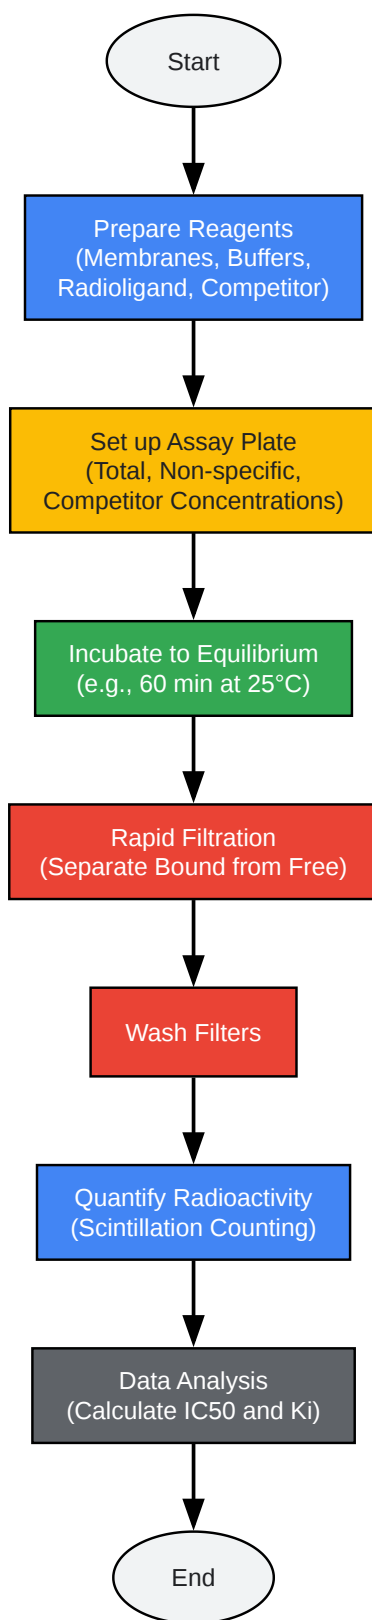 Start
Prepare Reagents
(Membranes, Buffers,
Radioligand, Competitor)
Set up Assay Plate
(Total, Non-specific,
Competitor Concentrations)
Incubate to Equilibrium
(e.g., 60 min at 25°C)
Rapid Filtration
(Separate Bound from Free)
Wash Filters
Quantify Radioactivity
(Scintillation Counting)
Data Analysis
(Calculate IC50 and Ki)
End